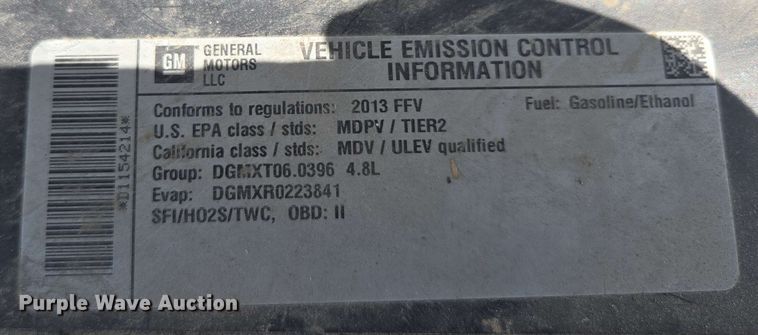 GM
GENERAL
MOTORS
LLC
VEHICLE EMISSION CONTROL
INFORMATION
Conforms to regulations: 2013 FFV
Fuel: Gasoline/Ethanol
U.S. EPA class / stds: MDPV / TIER2
California class / stds: MDV / ULEV qualified
Group: DGMXT06.0396 4.8L
Evap: DGMXR0223841
SFI/HO2S/TWC, OBD: II
*D1154214*
Purple Wave Auction